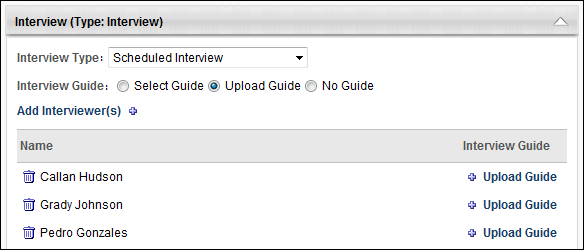 Interview (Type: Interview)
Interview Type: Scheduled Interview
Interview Guide: Select Guide Upload Guide No Guide
Add Interviewer(s)
Name Interview Guide
Callan Hudson Upload Guide
Grady Johnson Upload Guide
Pedro Gonzales Upload Guide